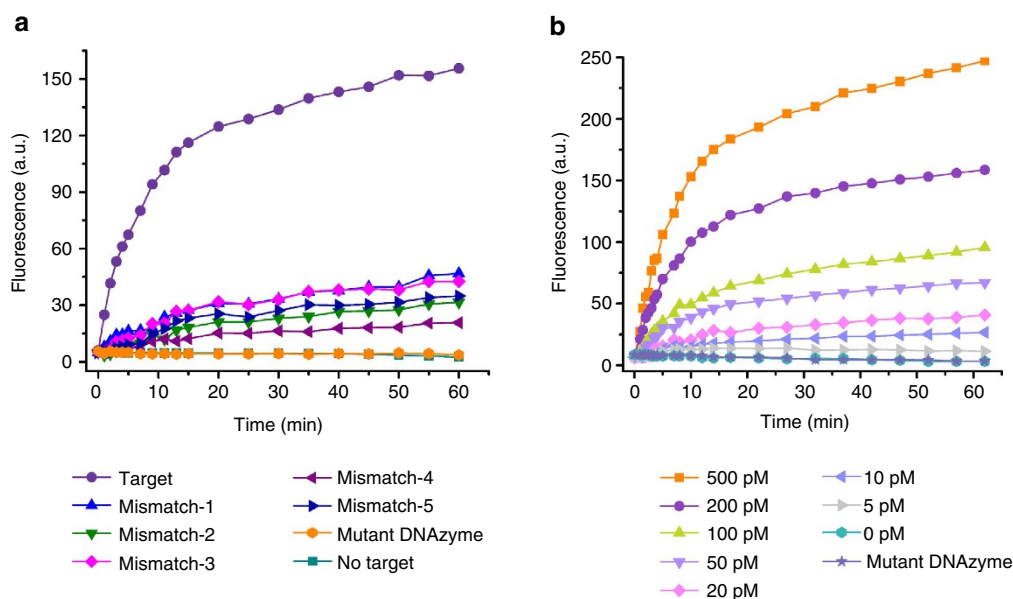 a
b
150
120
90
60
30
0
Fluorescence (a.u.)
0 10 20 30 40 50 60
Time (min)
250
200
150
100
50
0
Fluorescence (a.u.)
0 10 20 30 40 50 60
Time (min)
Target
Mismatch-1
Mismatch-2
Mismatch-3
Mismatch-4
Mismatch-5
Mutant DNAzyme
No target
500 pM
200 pM
100 pM
50 pM
20 pM
10 pM
5 pM
0 pM
Mutant DNAzyme